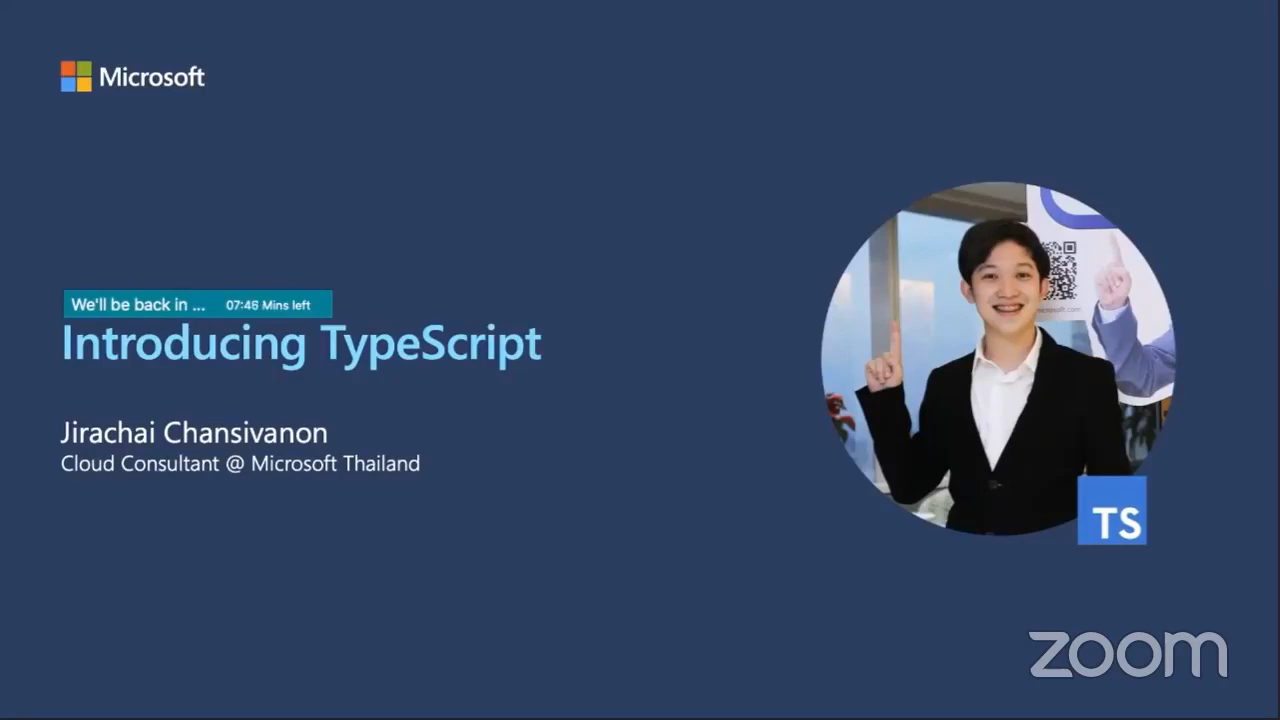 Microsoft
We'll be back in ... 07:46 Mins left
Introducing TypeScript
Jirachai Chansivanon
Cloud Consultant @ Microsoft Thailand
TS
zoom